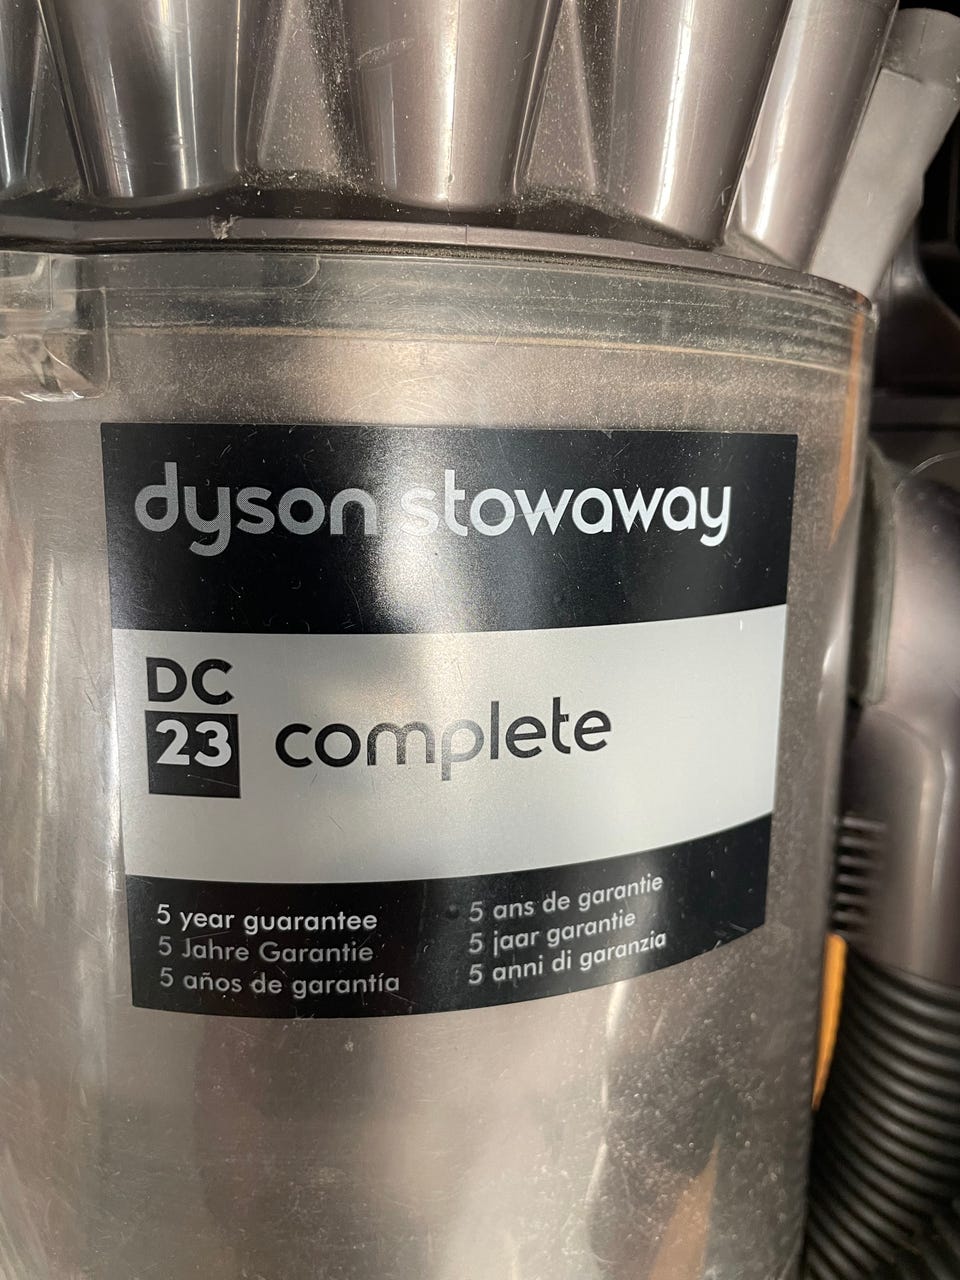 dyson stowaway
DC
23 complete
5 year guarantee
5 Jahre Garantie
5 años de garantía
5 ans de garantie
5 jaar garantie
5 anni di garanzia